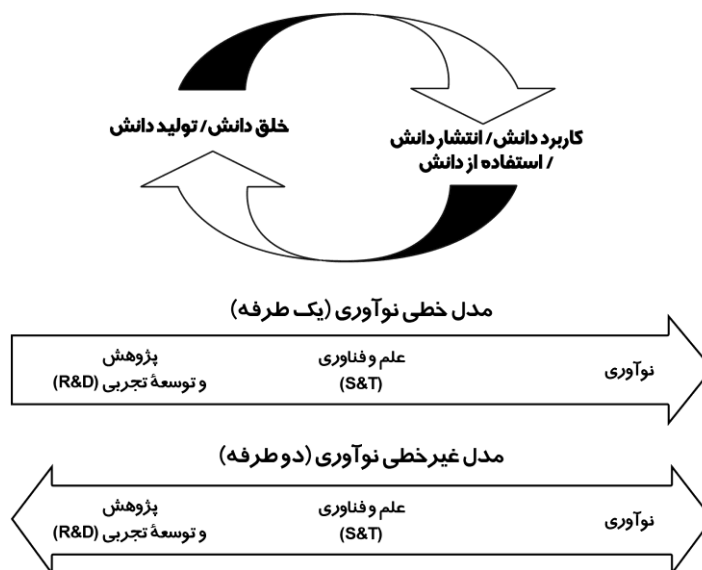 خلق دانش/ تولید دانش
کاربرد دانش/ انتشار دانش
/ استفاده از دانش
مدل خطی نوآوری (یک طرفه)
پژوهش
و توسعهٔ تجربی (R&D)
علم و فناوری
(S&T)
نوآوری
مدل غیرخطی نوآوری (دو طرفه)
پژوهش
و توسعهٔ تجربی (R&D)
علم و فناوری
(S&T)
نوآوری